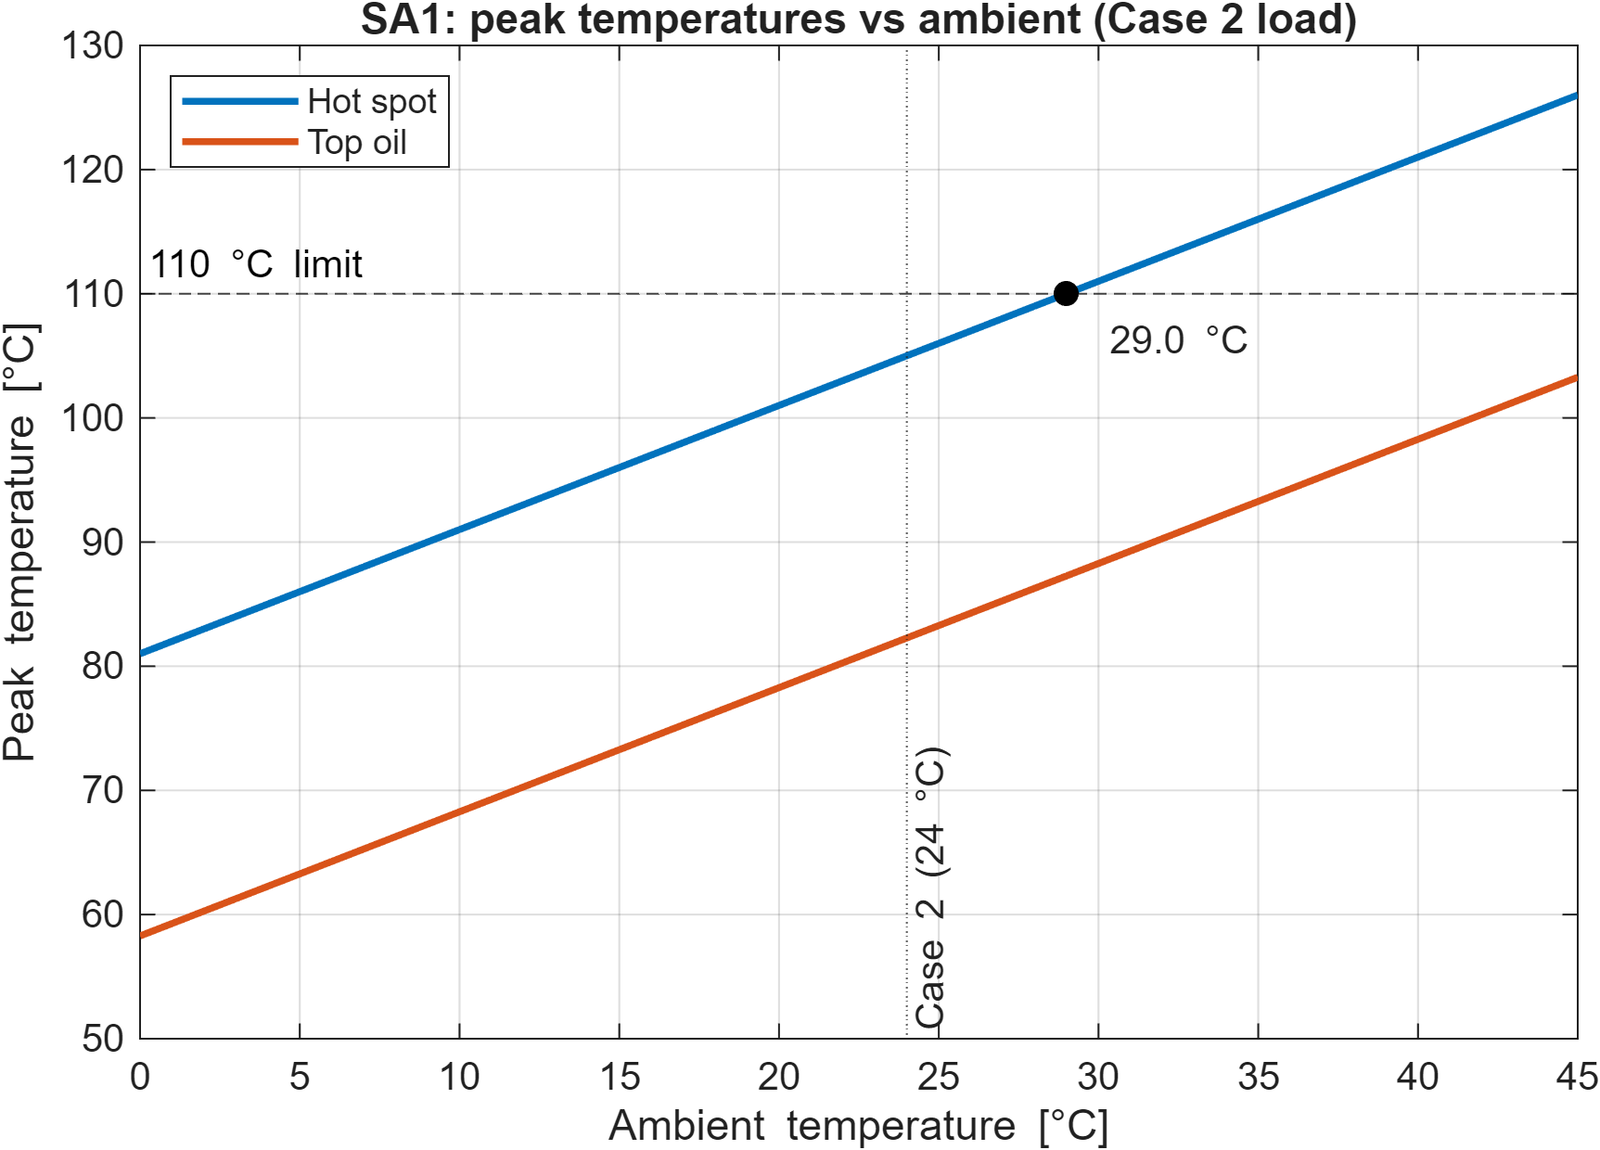 SA1: peak temperatures vs ambient (Case 2 load)
130
120
110
100
90
80
70
60
50
Peak temperature [°C]
Hot spot
Top oil
110 °C limit
29.0 °C
Case 2 (24 °C)
0 5 10 15 20 25 30 35 40 45
Ambient temperature [°C]